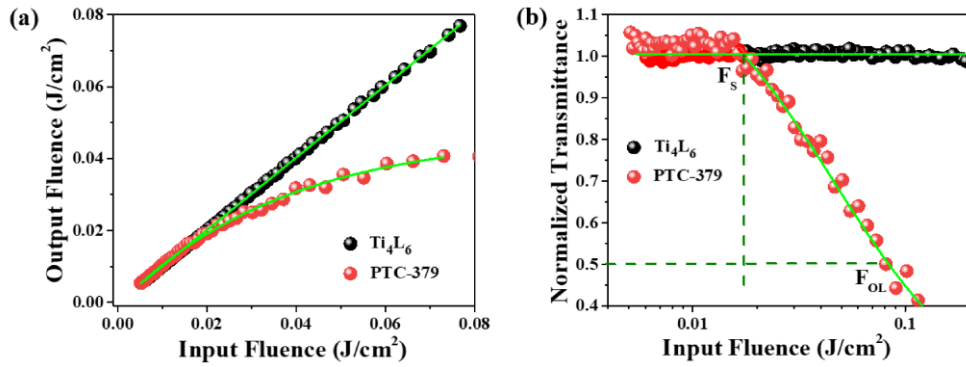 (a)
0.08
0.06
0.04
0.02
0.00
Output Fluence (J/cm²)
Ti₄L₆
PTC-379
0.00 0.02 0.04 0.06 0.08
Input Fluence (J/cm²)
(b)
1.1
1.0
0.9
0.8
0.7
0.6
0.5
0.4
Normalized Transmittance
F_S
Ti₄L₆
PTC-379
F_OL
0.01 0.1
Input Fluence (J/cm²)